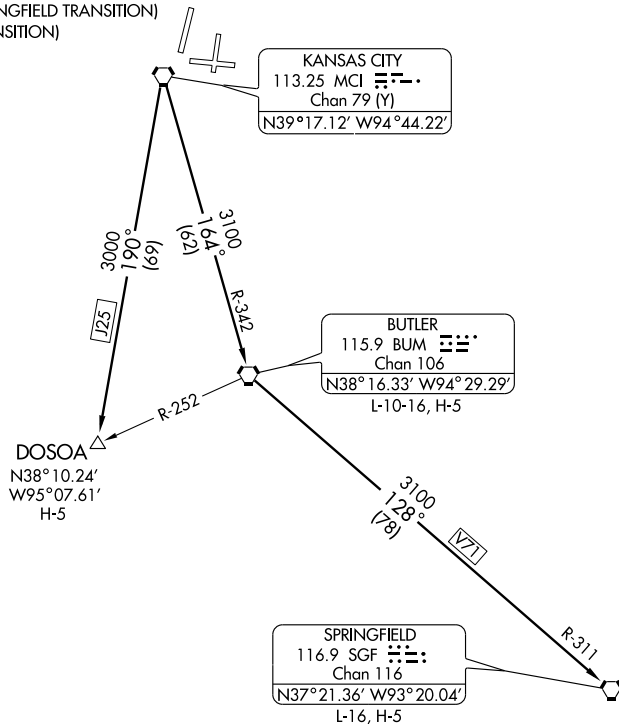 NGFIELD TRANSITION)
NSITION)
KANSAS CITY
113.25 MCI
Chan 79 (Y)
N39°17.12' W94°44.22'
3000
190°
(69)
J25
3100
164°
(62)
R-342
BUTLER
115.9 BUM
Chan 106
N38°16.33' W94°29.29'
L-10-16, H-5
R-252
DOSOA
N38°10.24'
W95°07.61'
H-5
3100
128°
(78)
V71
R-311
SPRINGFIELD
116.9 SGF
Chan 116
N37°21.36' W93°20.04'
L-16, H-5